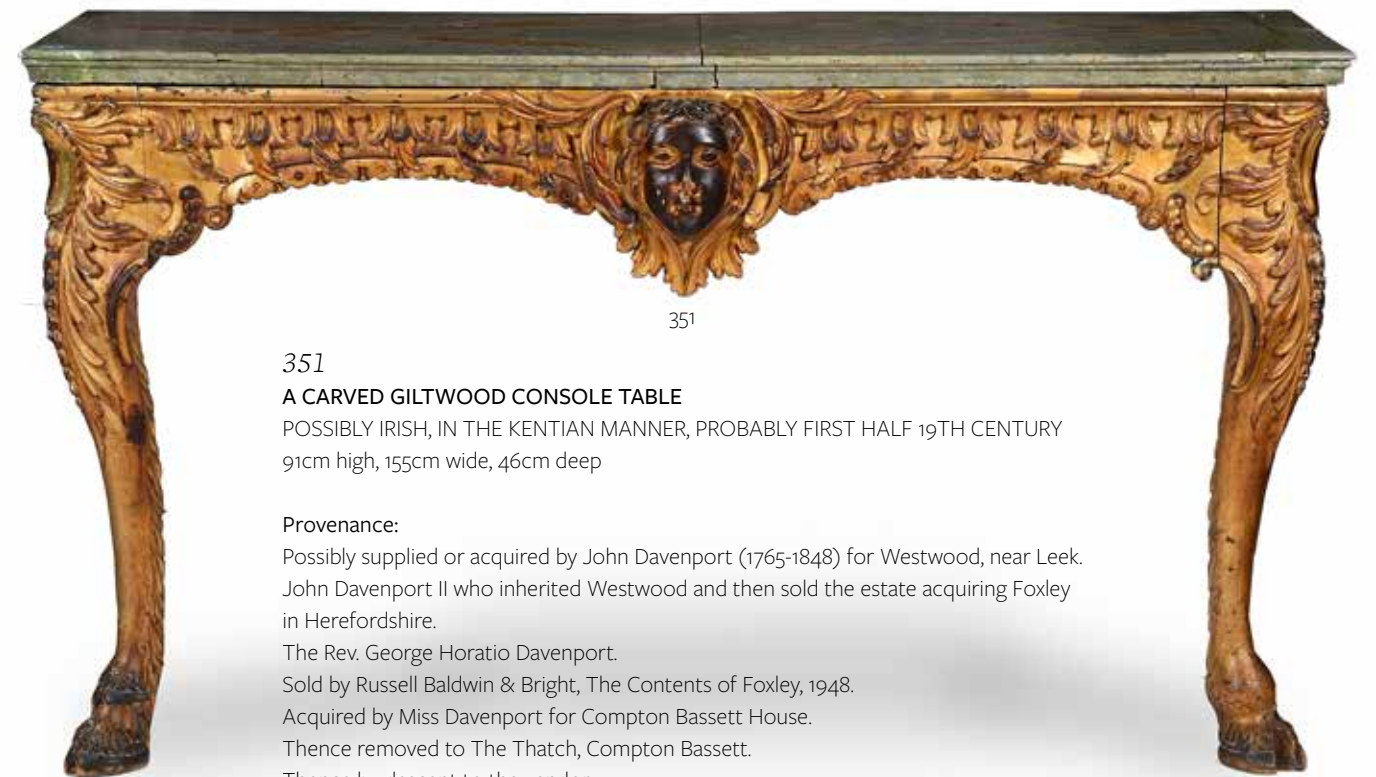 351
351
A CARVED GILTWOOD CONSOLE TABLE
POSSIBLY IRISH, IN THE KENTIAN MANNER, PROBABLY FIRST HALF 19TH CENTURY
91cm high, 155cm wide, 46cm deep
Provenance:
Possibly supplied or acquired by John Davenport (1765-1848) for Westwood, near Leek.
John Davenport II who inherited Westwood and then sold the estate acquiring Foxley
in Herefordshire.
The Rev. George Horatio Davenport.
Sold by Russell Baldwin & Bright, The Contents of Foxley, 1948.
Acquired by Miss Davenport for Compton Bassett House.
Thence removed to The Thatch, Compton Bassett.